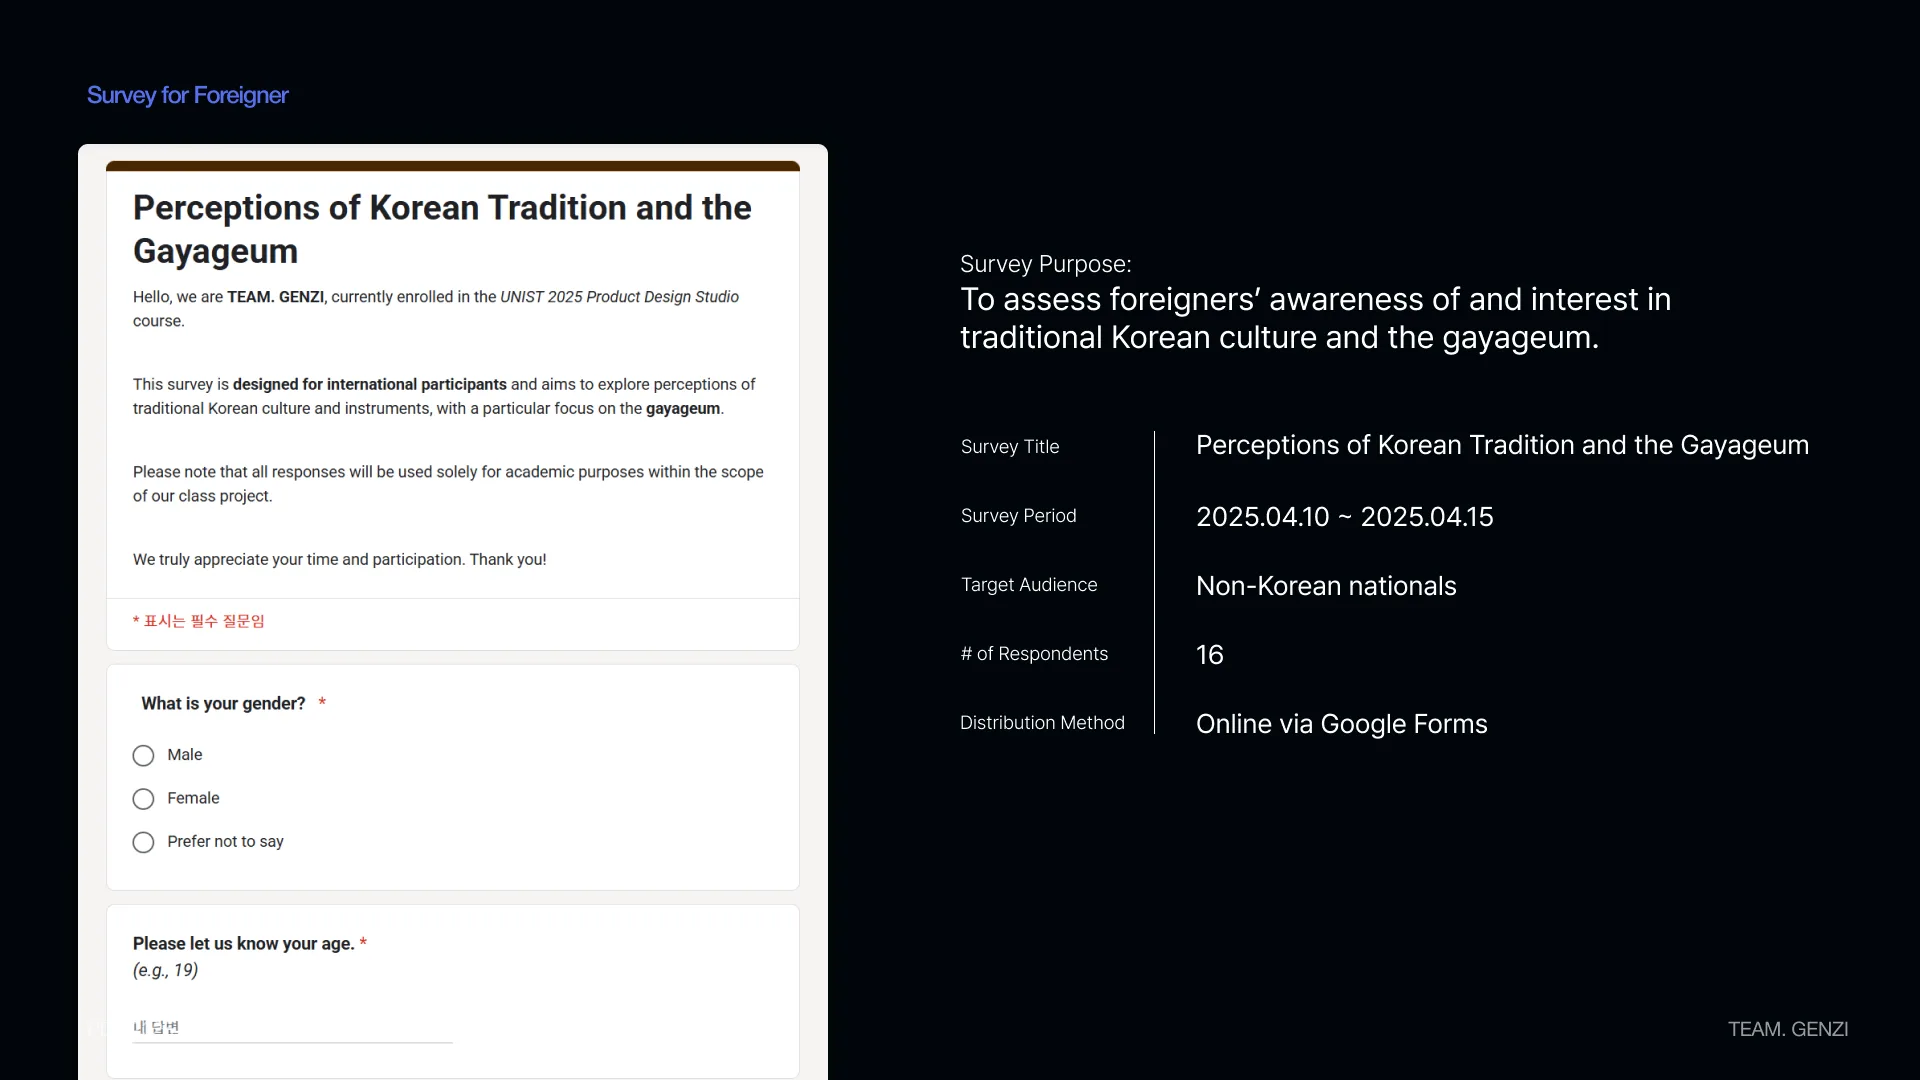 Survey for Foreigner
Perceptions of Korean Tradition and the
Gayageum
Hello, we are TEAM. GENZI, currently enrolled in the UNIST 2025 Product Design Studio
course.
This survey is designed for international participants and aims to explore perceptions of
traditional Korean culture and instruments, with a particular focus on the gayageum.
Please note that all responses will be used solely for academic purposes within the scope
of our class project.
We truly appreciate your time and participation. Thank you!
* 표시는 필수 질문임
What is your gender? *
Male
Female
Prefer not to say
Please let us know your age. *
(e.g., 19)
내 답변
Survey Purpose:
To assess foreigners’ awareness of and interest in
traditional Korean culture and the gayageum.
Survey Title
Perceptions of Korean Tradition and the Gayageum
Survey Period
2025.04.10 ~ 2025.04.15
Target Audience
Non-Korean nationals
# of Respondents
16
Distribution Method
Online via Google Forms
TEAM. GENZI